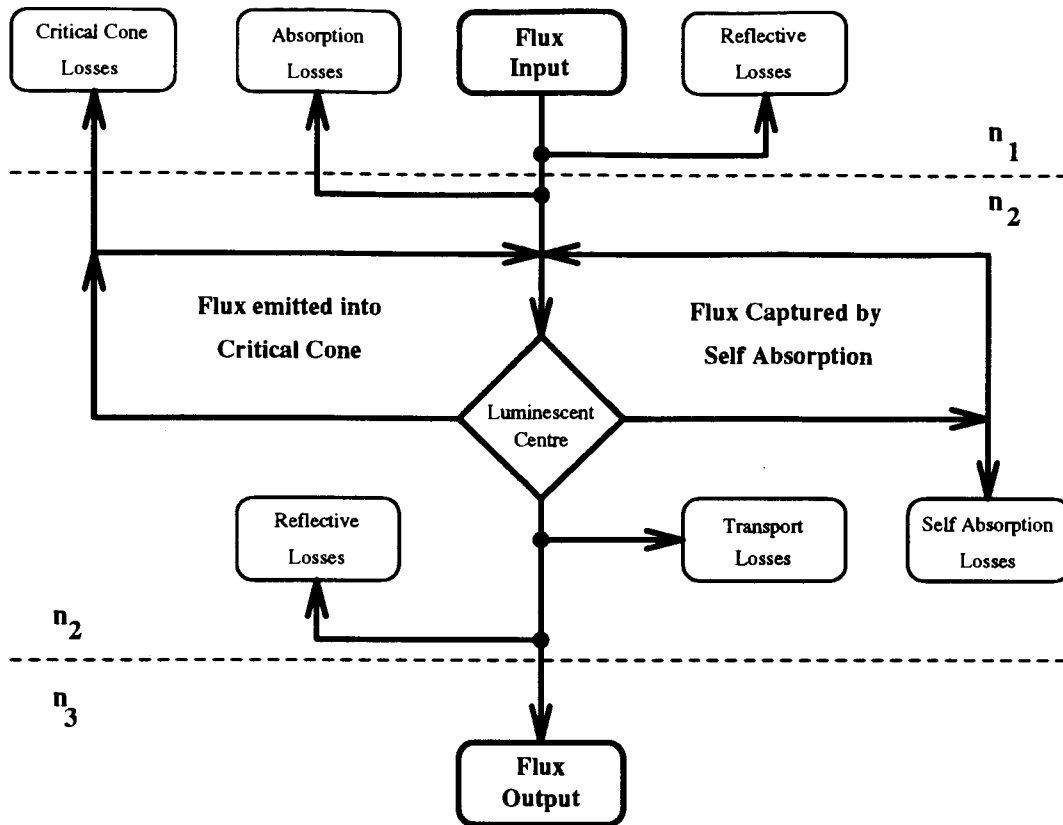 Critical Cone
Losses
Absorption
Losses
Flux
Input
Reflective
Losses
n1
n2
Flux emitted into
Critical Cone
Flux Captured by
Self Absorption
Luminescent
Centre
Reflective
Losses
Transport
Losses
Self Absorption
Losses
n2
n3
Flux
Output